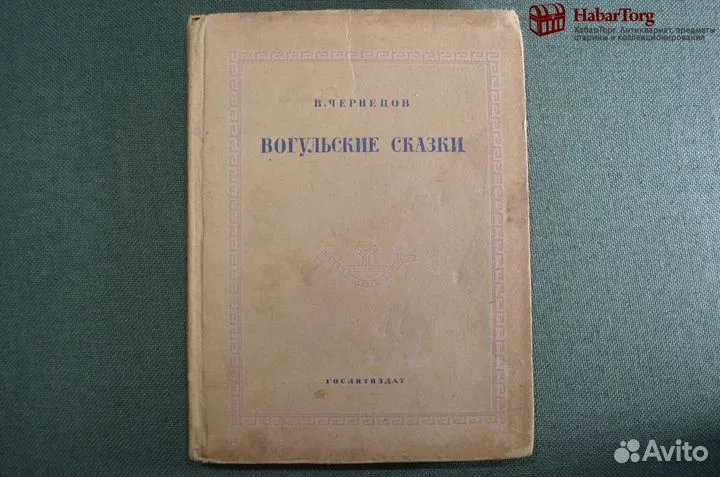 HabarTorg
ХабарТорг. Антиквариат, предметы
старины и коллекционирования
В. ЧЕРНЕЦОВ
ВОГУЛЬСКИЕ СКАЗКИ
ГОСЛИТИЗДАТ
Avito